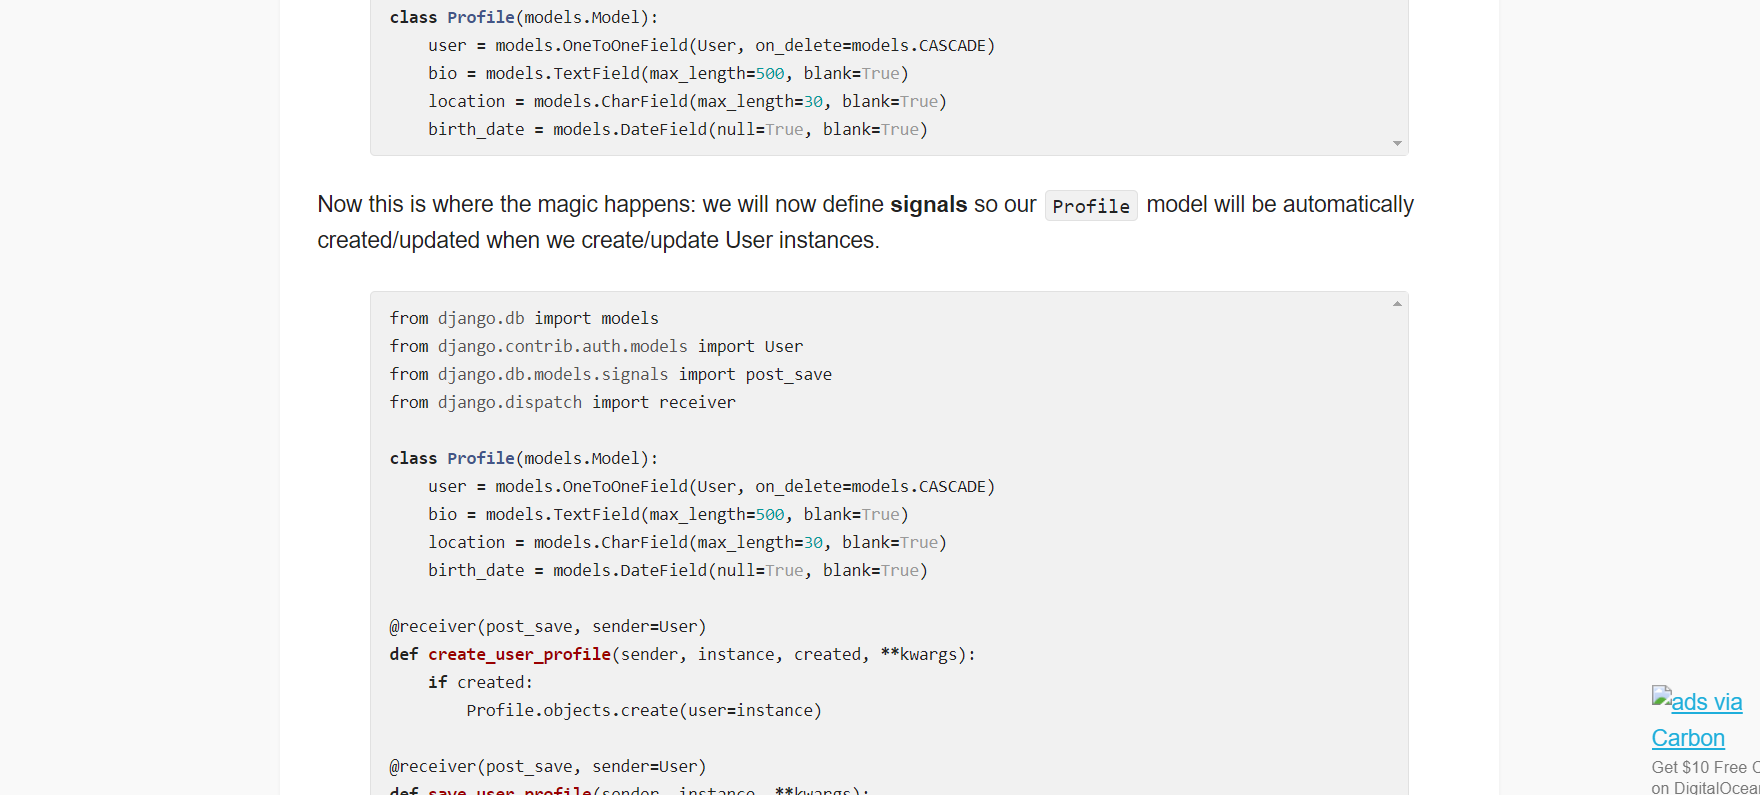 class Profile(models.Model):
    user = models.OneToOneField(User, on_delete=models.CASCADE)
    bio = models.TextField(max_length=500, blank=True)
    location = models.CharField(max_length=30, blank=True)
    birth_date = models.DateField(null=True, blank=True)
Now this is where the magic happens: we will now define signals so our Profile model will be automatically
created/updated when we create/update User instances.
from django.db import models
from django.contrib.auth.models import User
from django.db.models.signals import post_save
from django.dispatch import receiver
class Profile(models.Model):
    user = models.OneToOneField(User, on_delete=models.CASCADE)
    bio = models.TextField(max_length=500, blank=True)
    location = models.CharField(max_length=30, blank=True)
    birth_date = models.DateField(null=True, blank=True)
@receiver(post_save, sender=User)
def create_user_profile(sender, instance, created, **kwargs):
    if created:
        Profile.objects.create(user=instance)
@receiver(post_save, sender=User)
def save_user_profile(sender, instance, **kwargs):
ads via
Carbon
Get $10 Free
on DigitalOcea